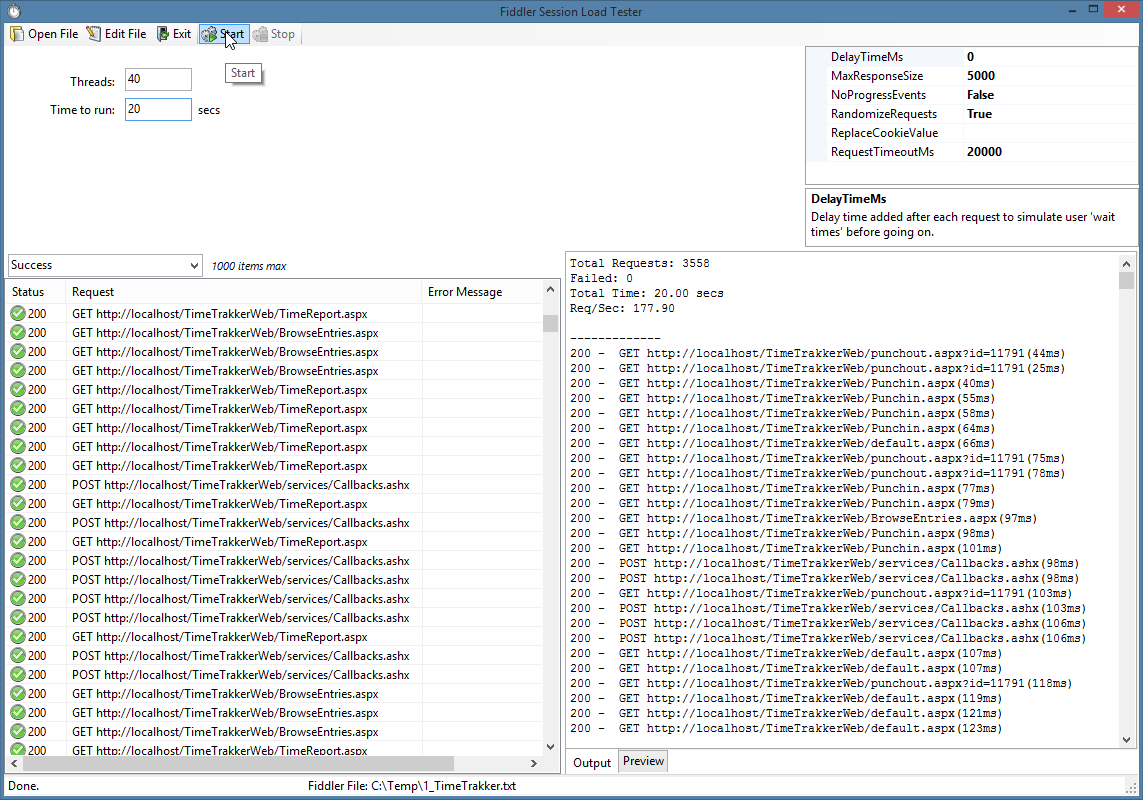 Fiddler Session Load Tester
Open File Edit File Exit Start Stop
Start
Threads: 40
Time to run: 20 secs
DelayTimeMs 0
MaxResponseSize 5000
NoProgressEvents False
RandomizeRequests True
ReplaceCookieValue
RequestTimeoutMs 20000
DelayTimeMs
Delay time added after each request to simulate user 'wait
times' before going on.
Success 1000 items max
Status Request Error Message
200 GET http://localhost/TimeTrakkerWeb/TimeReport.aspx
200 GET http://localhost/TimeTrakkerWeb/BrowseEntries.aspx
200 GET http://localhost/TimeTrakkerWeb/BrowseEntries.aspx
200 GET http://localhost/TimeTrakkerWeb/BrowseEntries.aspx
200 GET http://localhost/TimeTrakkerWeb/TimeReport.aspx
200 GET http://localhost/TimeTrakkerWeb/TimeReport.aspx
200 GET http://localhost/TimeTrakkerWeb/TimeReport.aspx
200 GET http://localhost/TimeTrakkerWeb/TimeReport.aspx
200 GET http://localhost/TimeTrakkerWeb/TimeReport.aspx
200 POST http://localhost/TimeTrakkerWeb/services/Callbacks.ashx
200 GET http://localhost/TimeTrakkerWeb/TimeReport.aspx
200 POST http://localhost/TimeTrakkerWeb/services/Callbacks.ashx
200 GET http://localhost/TimeTrakkerWeb/TimeReport.aspx
200 POST http://localhost/TimeTrakkerWeb/services/Callbacks.ashx
200 POST http://localhost/TimeTrakkerWeb/services/Callbacks.ashx
200 POST http://localhost/TimeTrakkerWeb/services/Callbacks.ashx
200 POST http://localhost/TimeTrakkerWeb/services/Callbacks.ashx
200 GET http://localhost/TimeTrakkerWeb/TimeReport.aspx
200 POST http://localhost/TimeTrakkerWeb/services/Callbacks.ashx
200 POST http://localhost/TimeTrakkerWeb/services/Callbacks.ashx
200 GET http://localhost/TimeTrakkerWeb/BrowseEntries.aspx
200 GET http://localhost/TimeTrakkerWeb/BrowseEntries.aspx
200 GET http://localhost/TimeTrakkerWeb/BrowseEntries.aspx
200 GET http://localhost/TimeTrakkerWeb/TimeReport.aspx
Total Requests: 3558
Failed: 0
Total Time: 20.00 secs
Req/Sec: 177.90
-------------
200 - GET http://localhost/TimeTrakkerWeb/punchout.aspx?id=11791(44ms)
200 - GET http://localhost/TimeTrakkerWeb/punchout.aspx?id=11791(25ms)
200 - GET http://localhost/TimeTrakkerWeb/Punchin.aspx(40ms)
200 - GET http://localhost/TimeTrakkerWeb/Punchin.aspx(55ms)
200 - GET http://localhost/TimeTrakkerWeb/Punchin.aspx(58ms)
200 - GET http://localhost/TimeTrakkerWeb/Punchin.aspx(64ms)
200 - GET http://localhost/TimeTrakkerWeb/default.aspx(66ms)
200 - GET http://localhost/TimeTrakkerWeb/punchout.aspx?id=11791(75ms)
200 - GET http://localhost/TimeTrakkerWeb/punchout.aspx?id=11791(78ms)
200 - GET http://localhost/TimeTrakkerWeb/Punchin.aspx(77ms)
200 - GET http://localhost/TimeTrakkerWeb/Punchin.aspx(79ms)
200 - GET http://localhost/TimeTrakkerWeb/BrowseEntries.aspx(97ms)
200 - GET http://localhost/TimeTrakkerWeb/Punchin.aspx(98ms)
200 - GET http://localhost/TimeTrakkerWeb/Punchin.aspx(101ms)
200 - POST http://localhost/TimeTrakkerWeb/services/Callbacks.ashx(98ms)
200 - POST http://localhost/TimeTrakkerWeb/services/Callbacks.ashx(98ms)
200 - GET http://localhost/TimeTrakkerWeb/punchout.aspx?id=11791(103ms)
200 - POST http://localhost/TimeTrakkerWeb/services/Callbacks.ashx(103ms)
200 - POST http://localhost/TimeTrakkerWeb/services/Callbacks.ashx(106ms)
200 - POST http://localhost/TimeTrakkerWeb/services/Callbacks.ashx(106ms)
200 - GET http://localhost/TimeTrakkerWeb/default.aspx(107ms)
200 - GET http://localhost/TimeTrakkerWeb/default.aspx(107ms)
200 - GET http://localhost/TimeTrakkerWeb/punchout.aspx?id=11791(118ms)
200 - GET http://localhost/TimeTrakkerWeb/default.aspx(119ms)
200 - GET http://localhost/TimeTrakkerWeb/default.aspx(121ms)
200 - GET http://localhost/TimeTrakkerWeb/default.aspx(123ms)
Output Preview
Done. Fiddler File: C:\Temp\1_TimeTrakker.txt